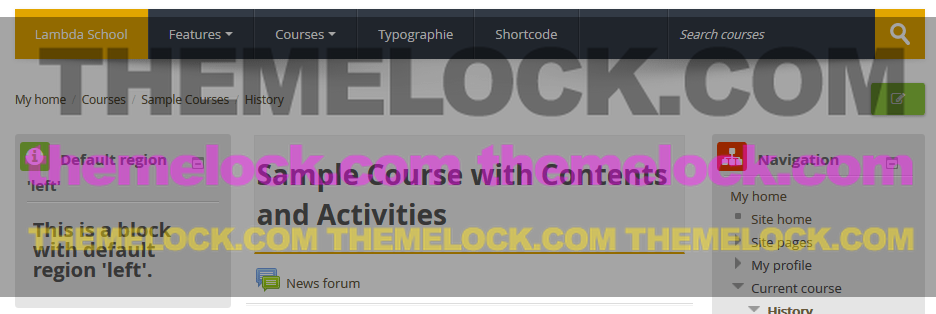 Lambda School Features Courses Typographie Shortcode Search courses
THEMELOCK.COM
My home / Courses / Sample Courses / History
Default region 'left'
This is a block with default region 'left'.
themelock.com themelock.com
Sample Course with Contents
and Activities
THEMELOCK.COM THEMELOCK.COM THEMELOCK.COM
News forum
Navigation
My home
Site home
Site pages
My profile
Current course
History